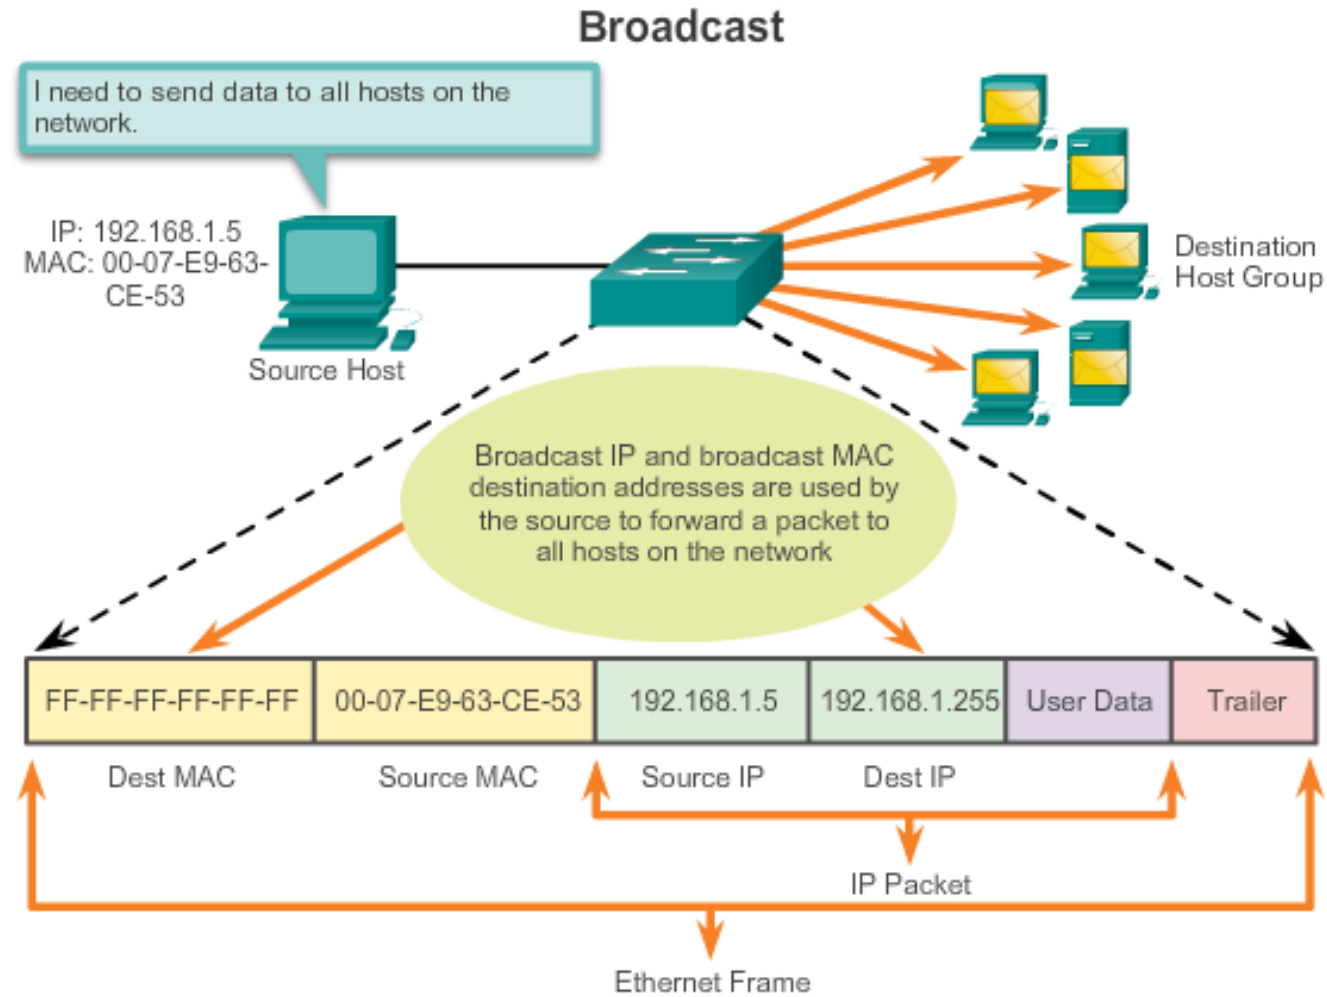 Broadcast
I need to send data to all hosts on the
network.
IP: 192.168.1.5
MAC: 00-07-E9-63-
CE-53
Source Host
Destination
Host Group
Broadcast IP and broadcast MAC
destination addresses are used by
the source to forward a packet to
all hosts on the network
FF-FF-FF-FF-FF-FF 00-07-E9-63-CE-53 192.168.1.5 192.168.1.255 User Data Trailer
Dest MAC Source MAC Source IP Dest IP
IP Packet
Ethernet Frame